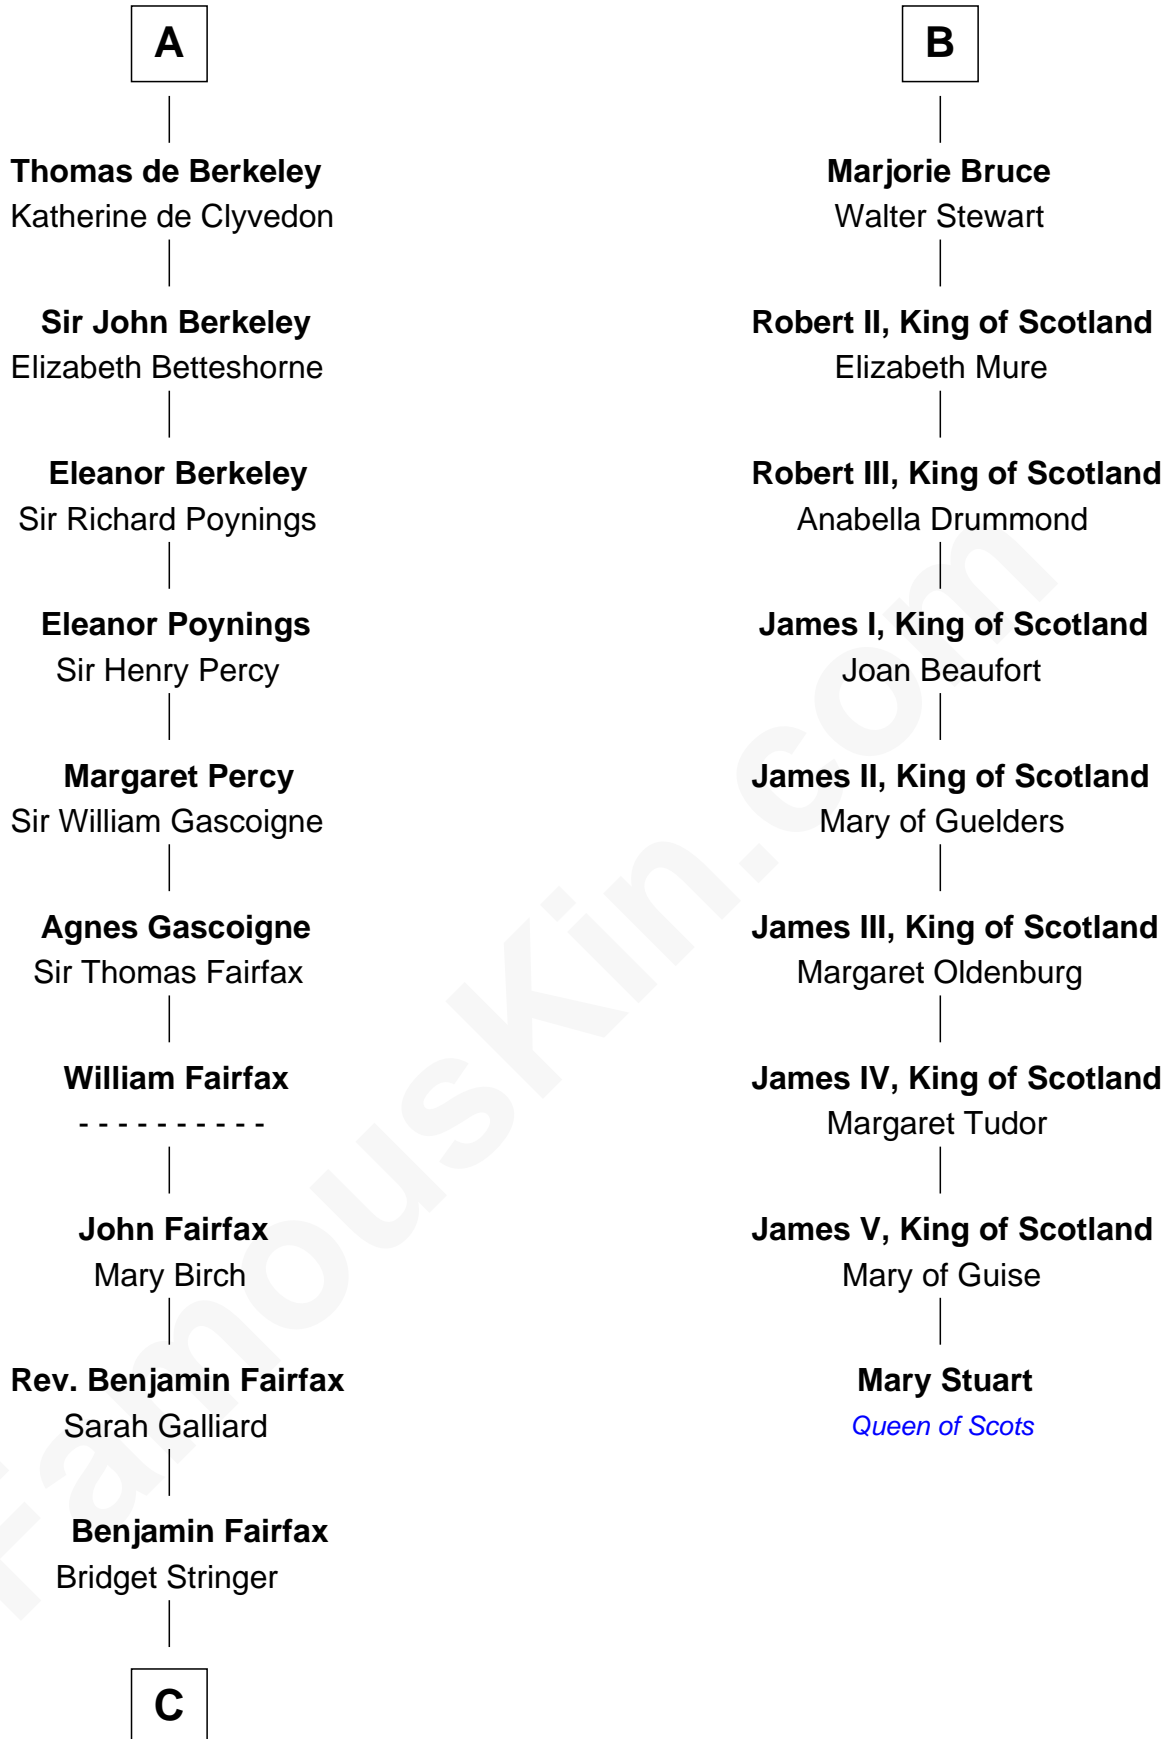 A
Thomas de Berkeley
Katherine de Clyvedon
Sir John Berkeley
Elizabeth Betteshorne
Eleanor Berkeley
Sir Richard Poynings
Eleanor Poynings
Sir Henry Percy
Margaret Percy
Sir William Gascoigne
Agnes Gascoigne
Sir Thomas Fairfax
William Fairfax
- - - - - - - - - -
John Fairfax
Mary Birch
Rev. Benjamin Fairfax
Sarah Galliard
Benjamin Fairfax
Bridget Stringer
C
B
Marjorie Bruce
Walter Stewart
Robert II, King of Scotland
Elizabeth Mure
Robert III, King of Scotland
Anabella Drummond
James I, King of Scotland
Joan Beaufort
James II, King of Scotland
Mary of Guelders
James III, King of Scotland
Margaret Oldenburg
James IV, King of Scotland
Margaret Tudor
James V, King of Scotland
Mary of Guise
Mary Stuart
Queen of Scots
FamousKin.com